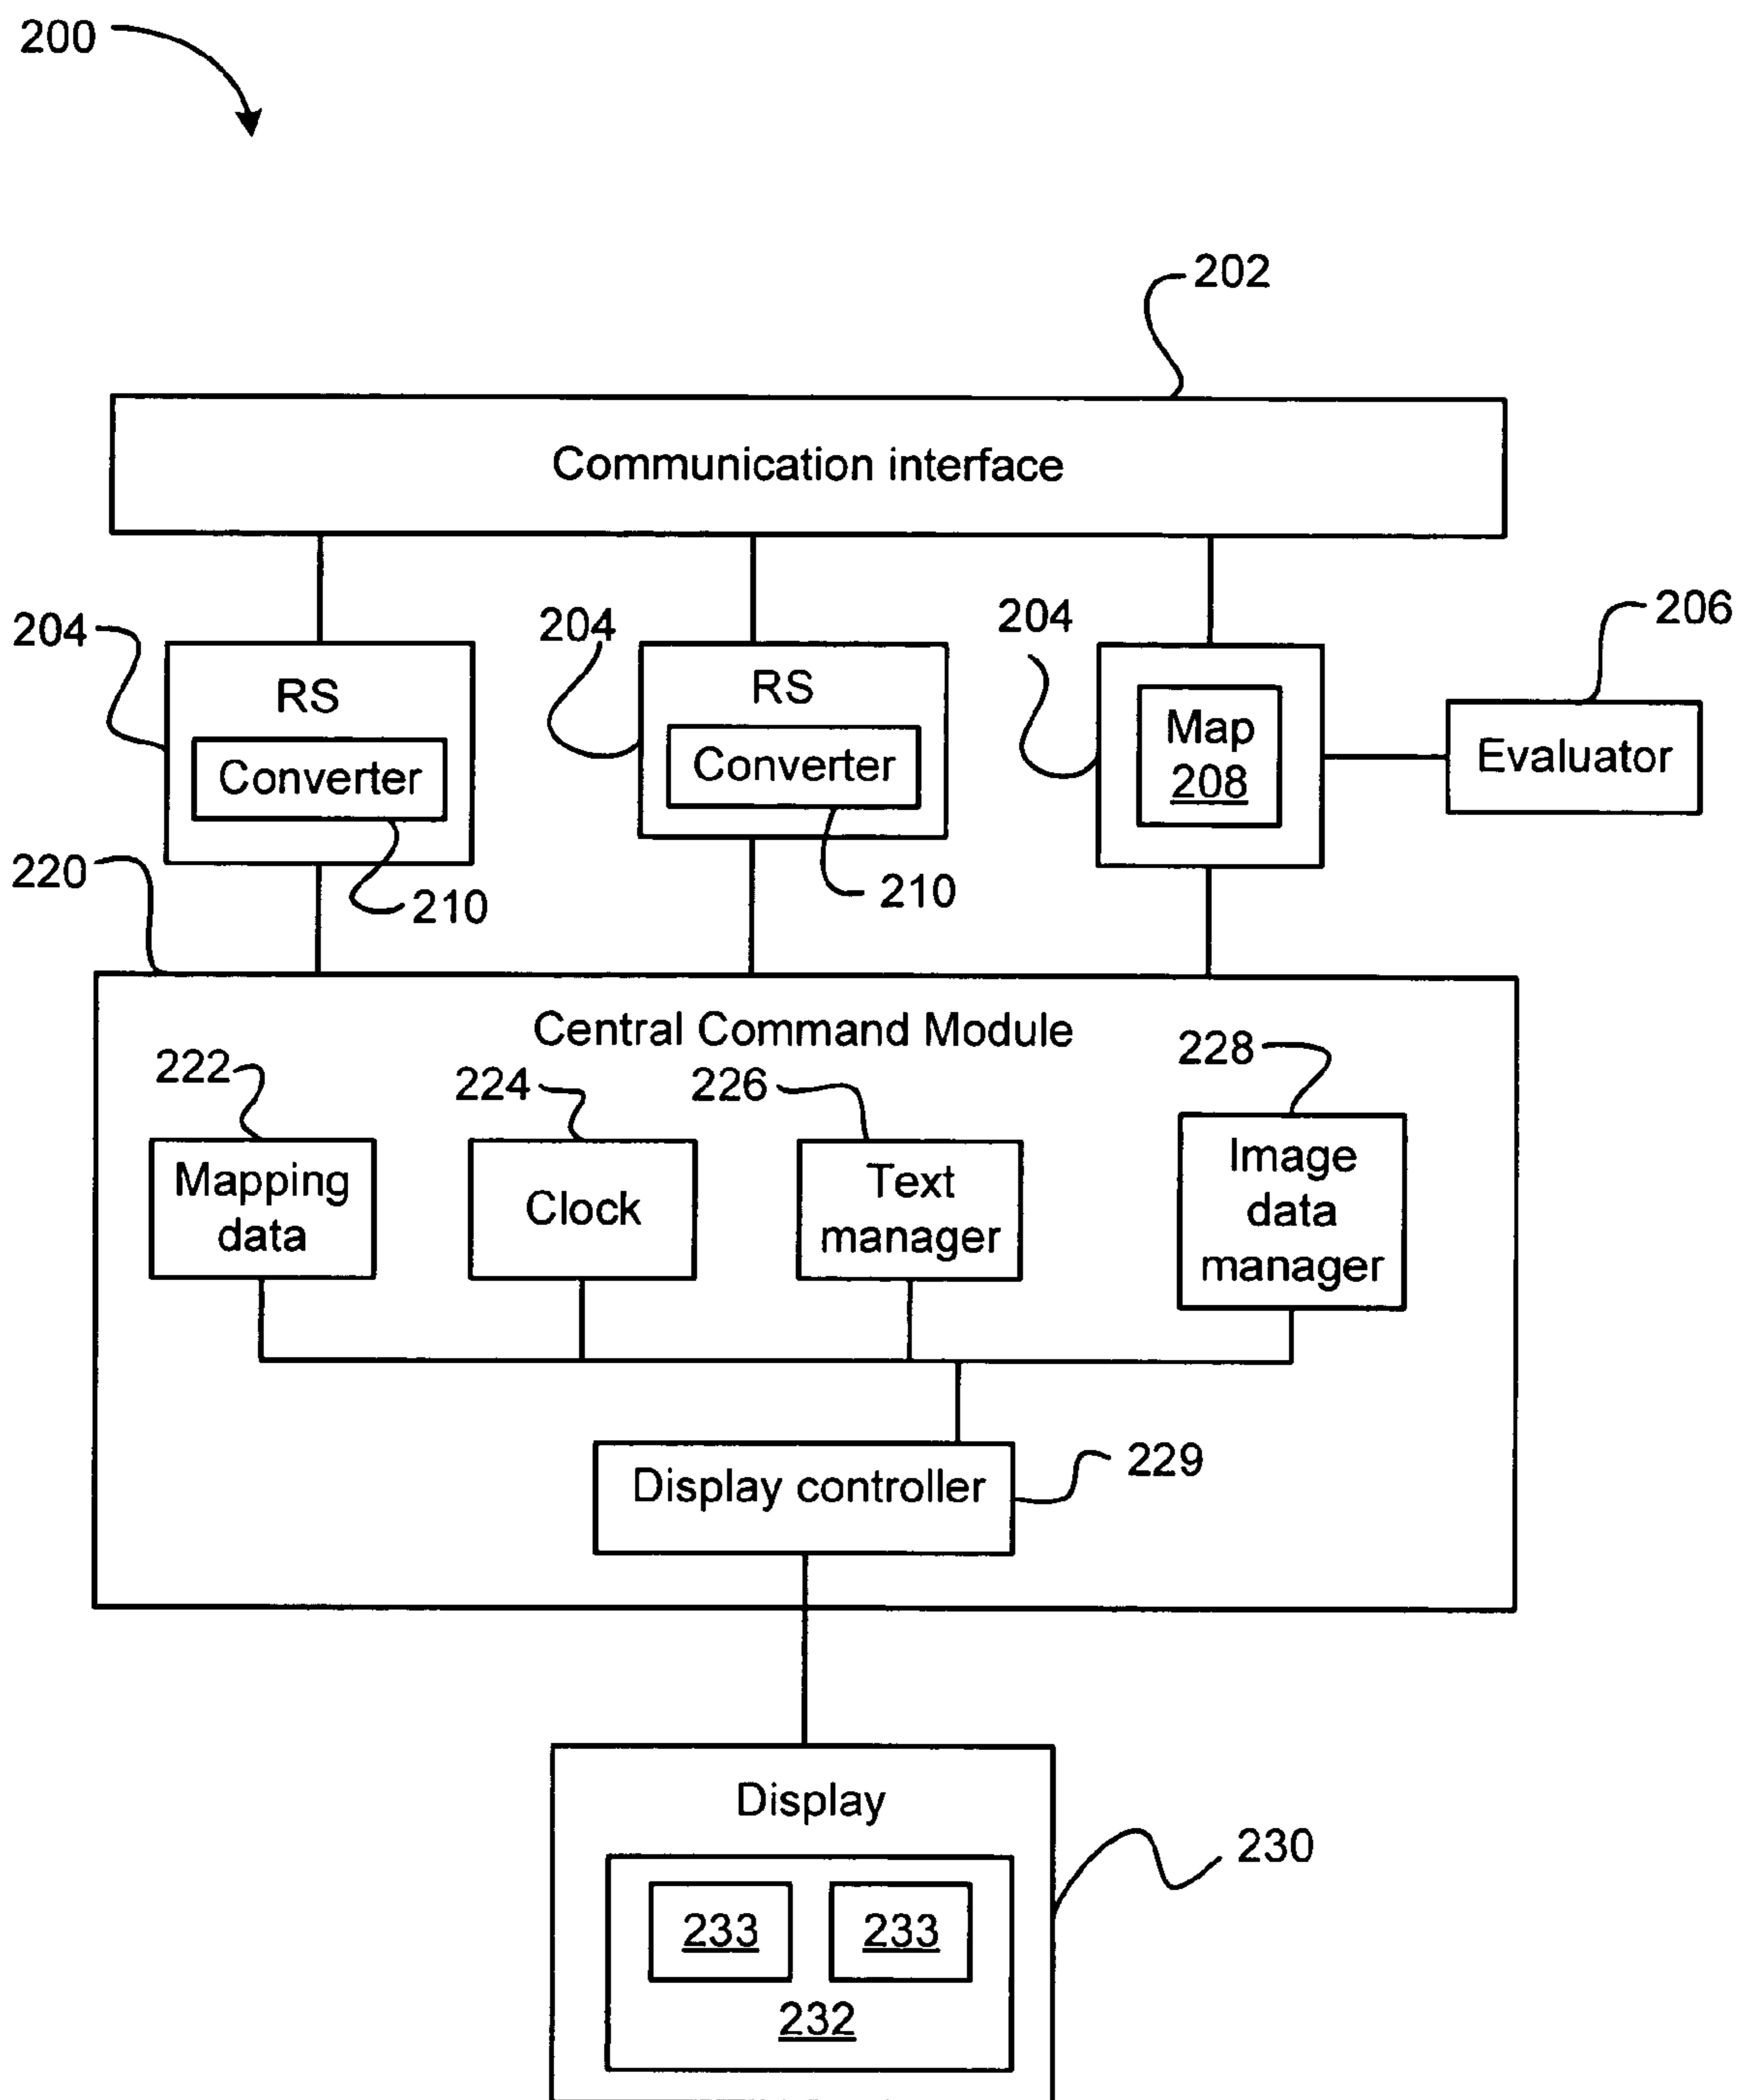 200
202
Communication interface
204
204
204
206
RS
RS
Map
208
Evaluator
Converter
Converter
220
210
210
Central Command Module
222
224
226
228
Mapping
data
Clock
Text
manager
Image
data
manager
Display controller
229
Display
230
233
233
232